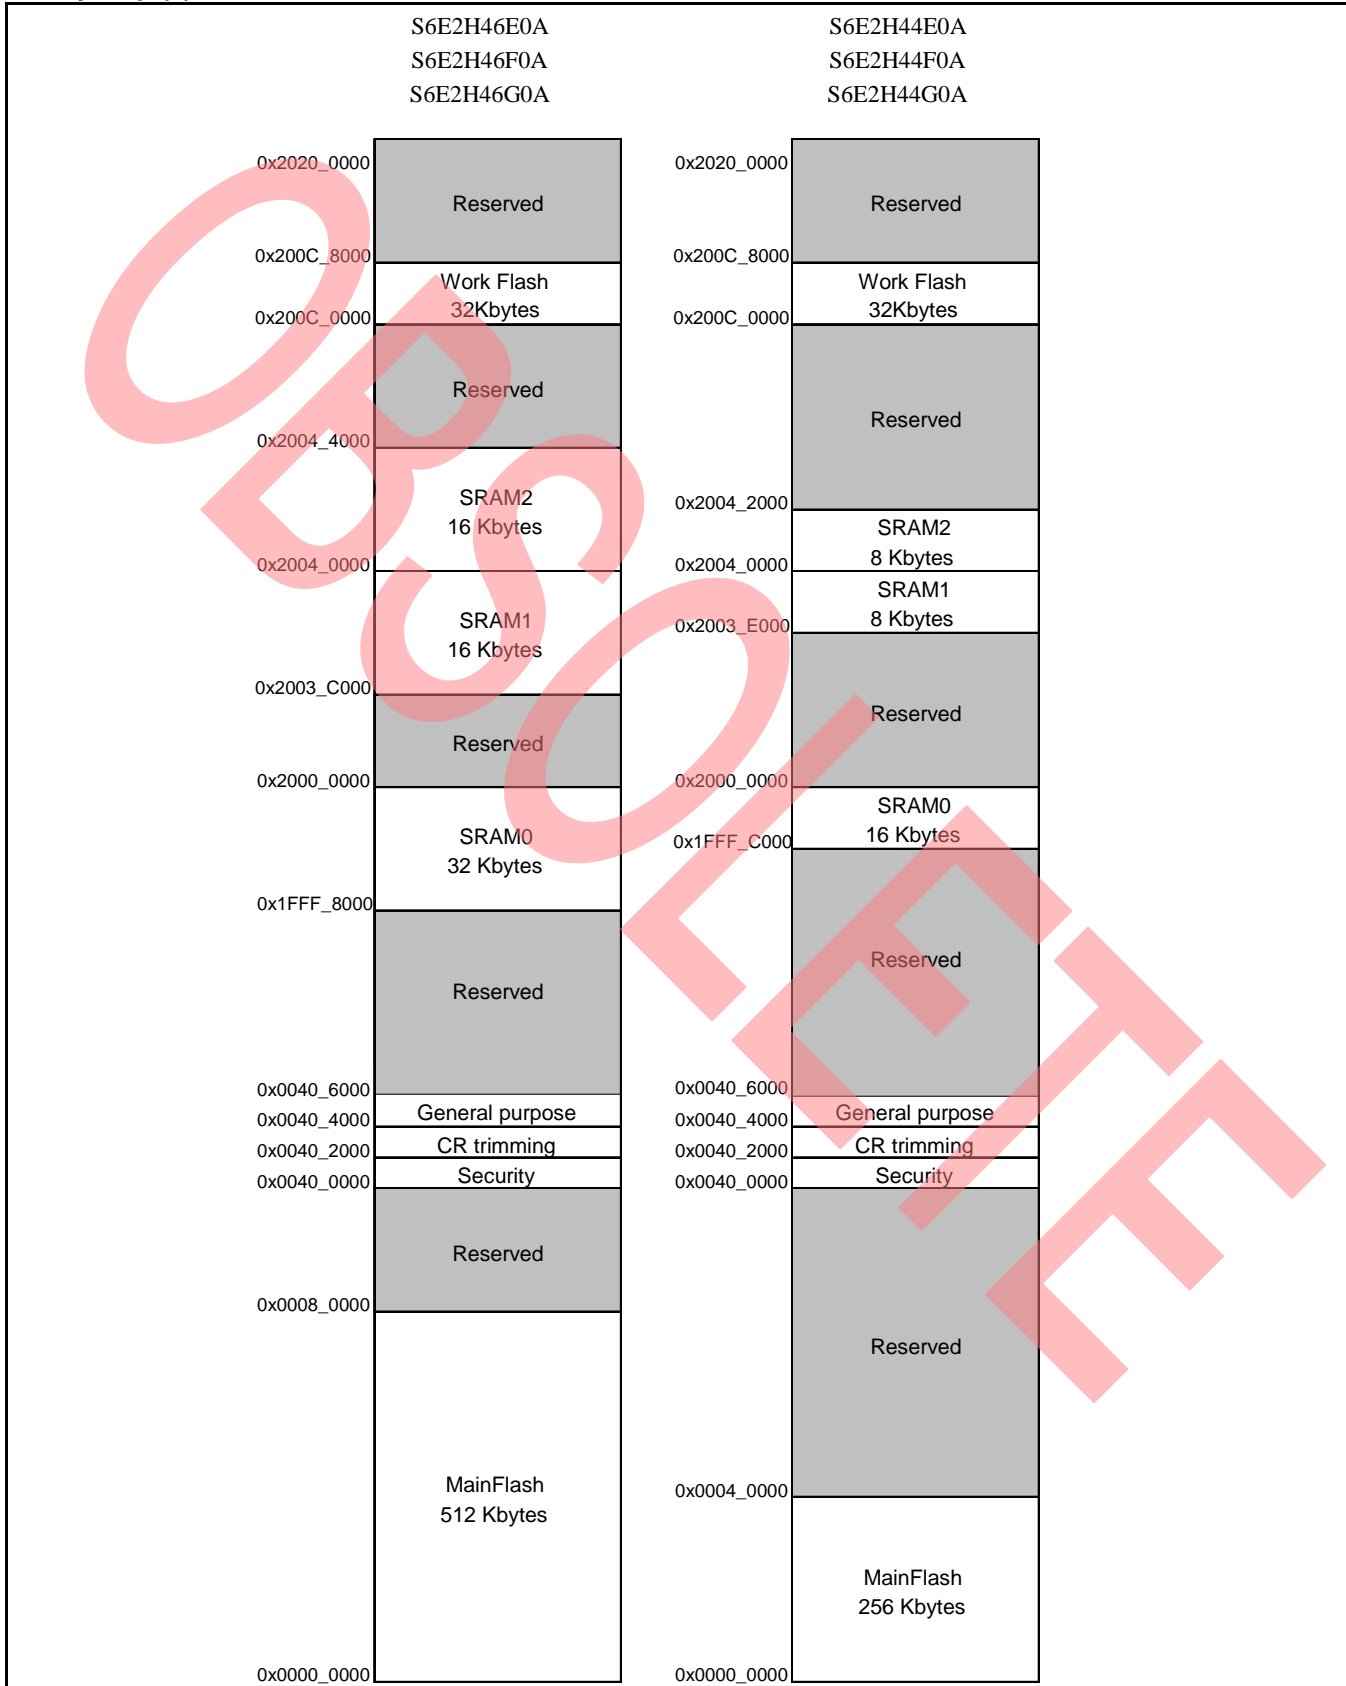 S6E2H46E0A
S6E2H46F0A
S6E2H46G0A
0x2020_0000
Reserved
0x200C_8000
Work Flash
32Kbytes
0x200C_0000
Reserved
0x2004_4000
SRAM2
16 Kbytes
0x2004_0000
SRAM1
16 Kbytes
0x2003_C000
Reserved
0x2000_0000
SRAM0
32 Kbytes
0x1FFF_8000
Reserved
0x0040_6000
General purpose
0x0040_4000
CR trimming
0x0040_2000
Security
0x0040_0000
Reserved
0x0008_0000
MainFlash
512 Kbytes
0x0000_0000
S6E2H44E0A
S6E2H44F0A
S6E2H44G0A
0x2020_0000
Reserved
0x200C_8000
Work Flash
32Kbytes
0x200C_0000
Reserved
0x2004_2000
SRAM2
8 Kbytes
0x2004_0000
SRAM1
8 Kbytes
0x2003_E000
Reserved
0x2000_0000
SRAM0
16 Kbytes
0x1FFF_C000
Reserved
0x0040_6000
General purpose
0x0040_4000
CR trimming
0x0040_2000
Security
0x0040_0000
Reserved
0x0004_0000
MainFlash
256 Kbytes
0x0000_0000
OBSOLETE